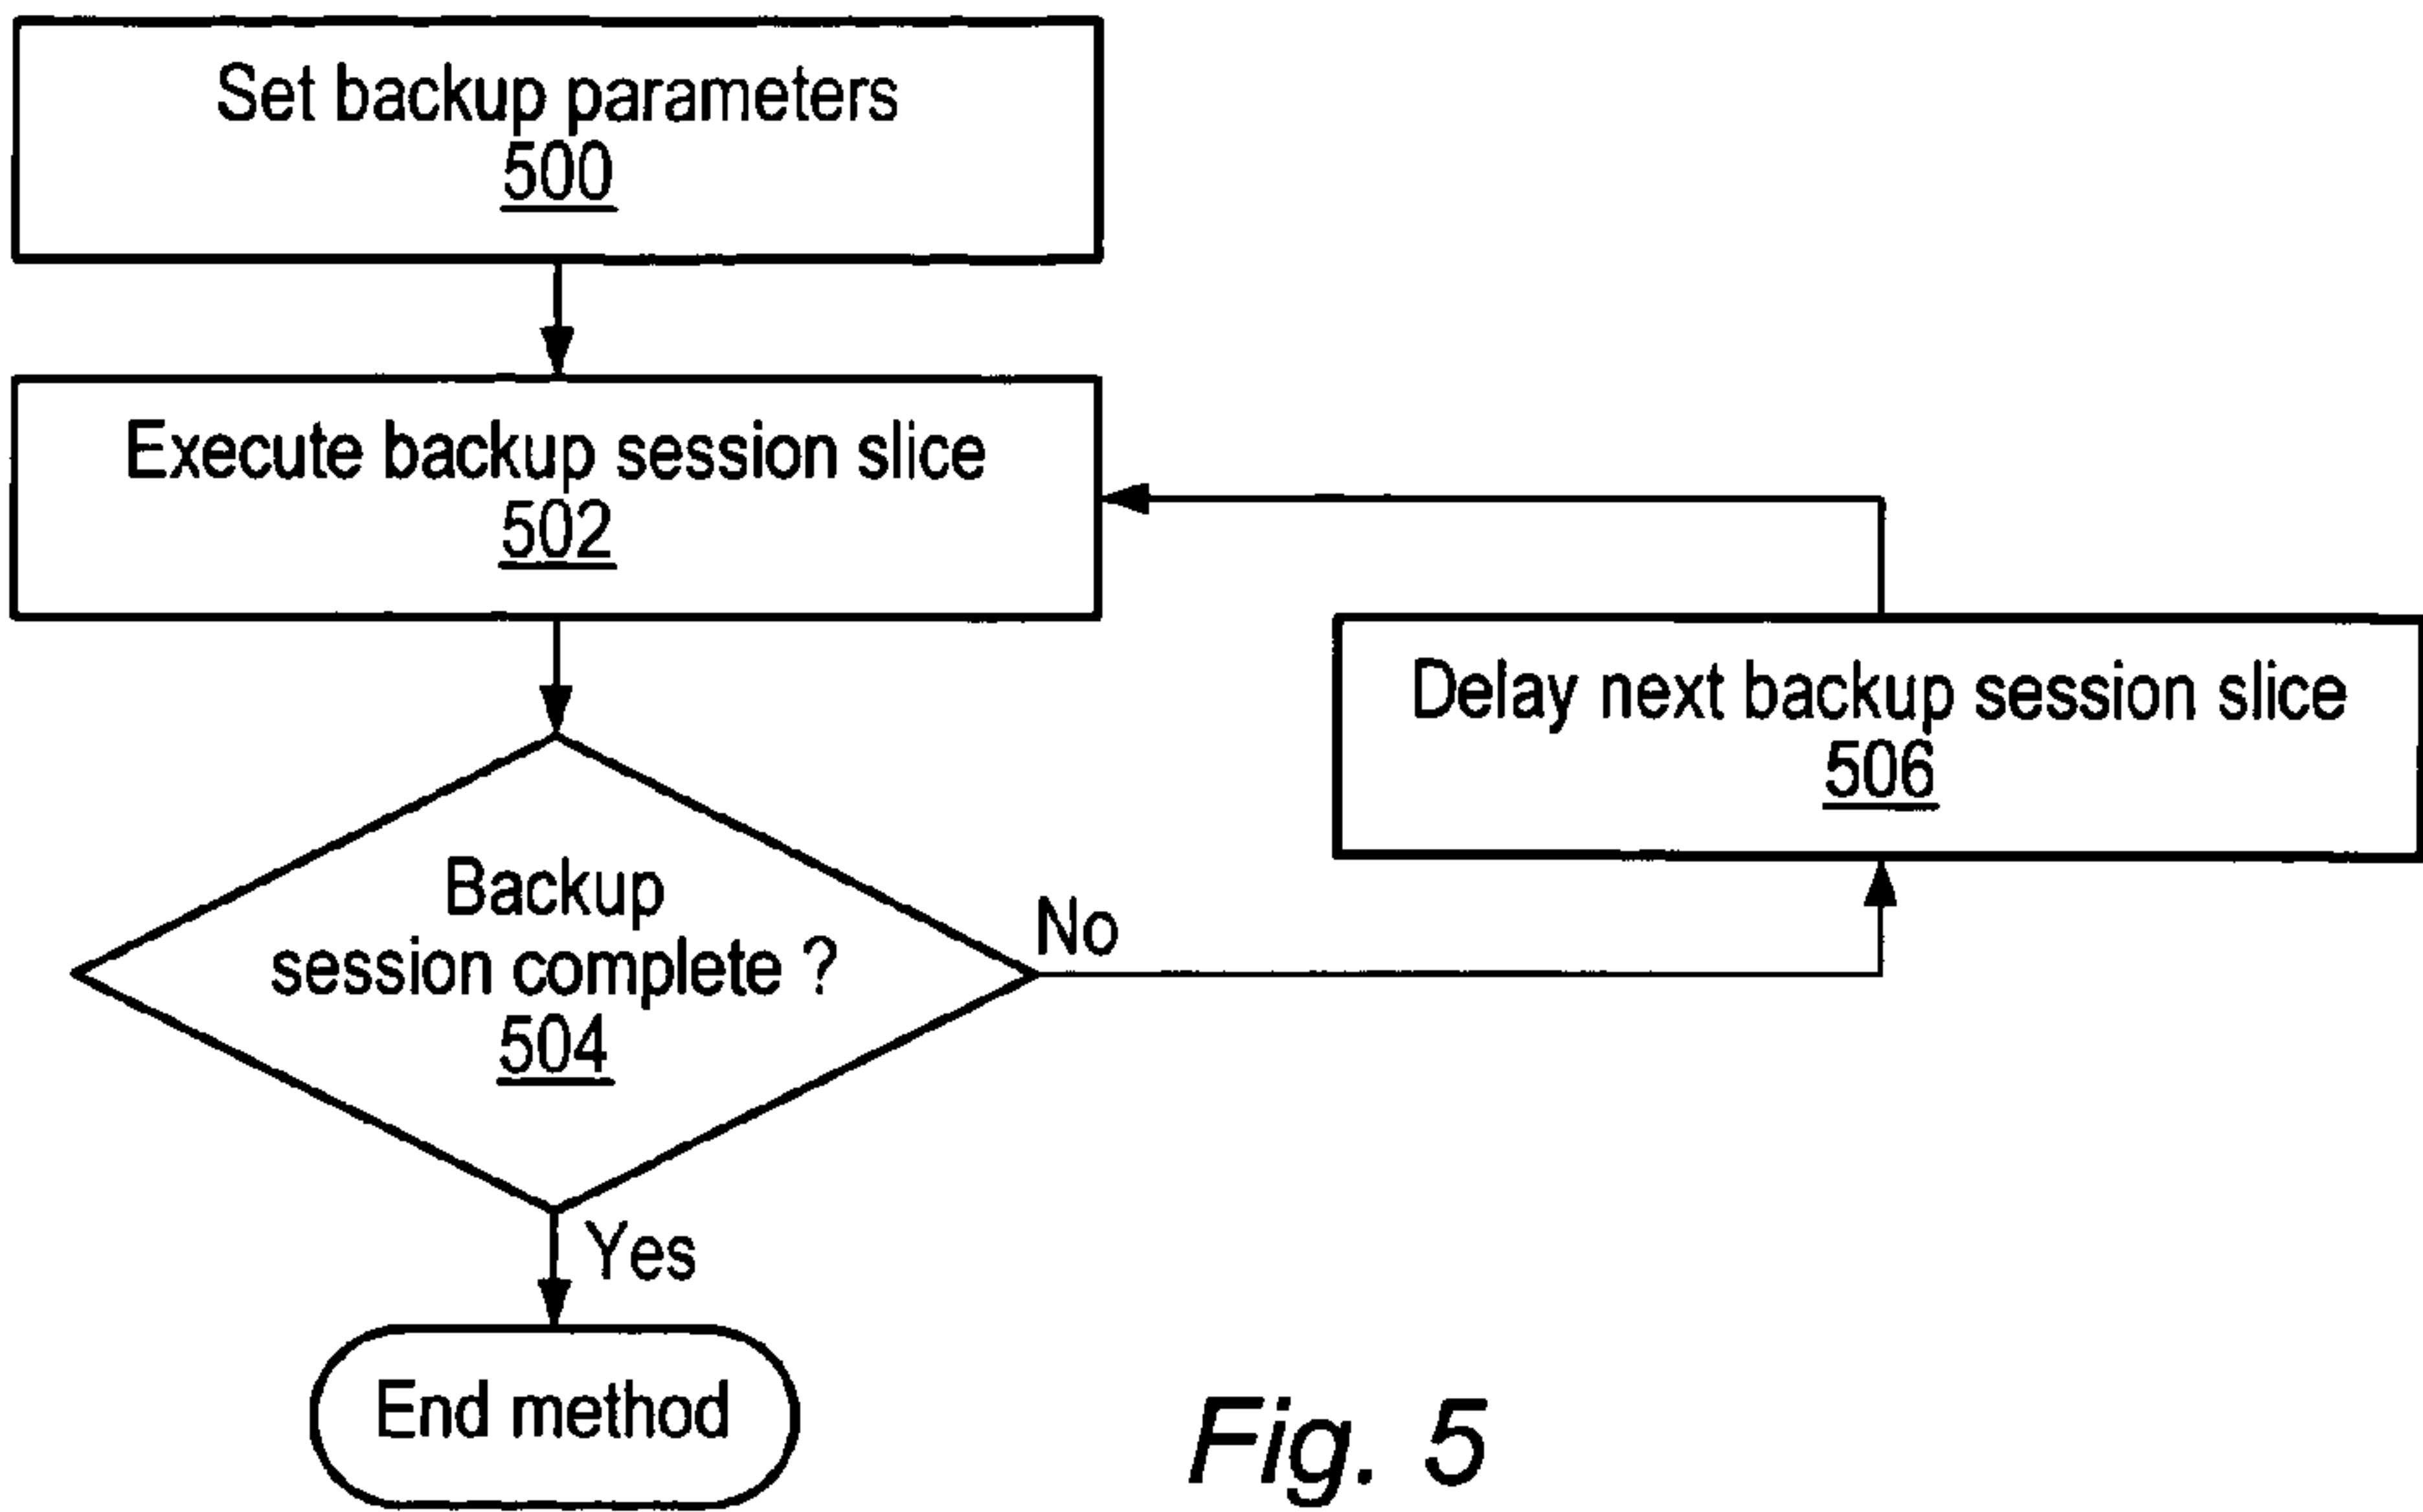 Set backup parameters
500
Execute backup session slice
502
Delay next backup session slice
506
Backup
session complete ?
504
No
Yes
End method
Fig. 5